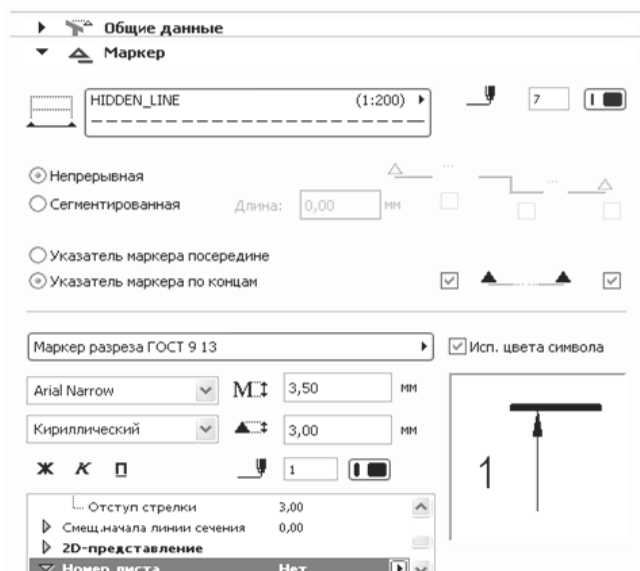 Общие данные
Маркер
HIDDEN_LINE (1:200)
7
Непрерывная
Сегментированная Длина: 0,00 мм
Указатель маркера посередине
Указатель маркера по концам
Маркер разреза ГОСТ 9 13 Исп. цвета символа
Arial Narrow M 3,50 мм
Кириллический 3,00 мм
Ж К П 1
1
Отступ стрелки 3,00
Смещ.начала линии сечения 0,00
2D-представление
Номер листа Нет